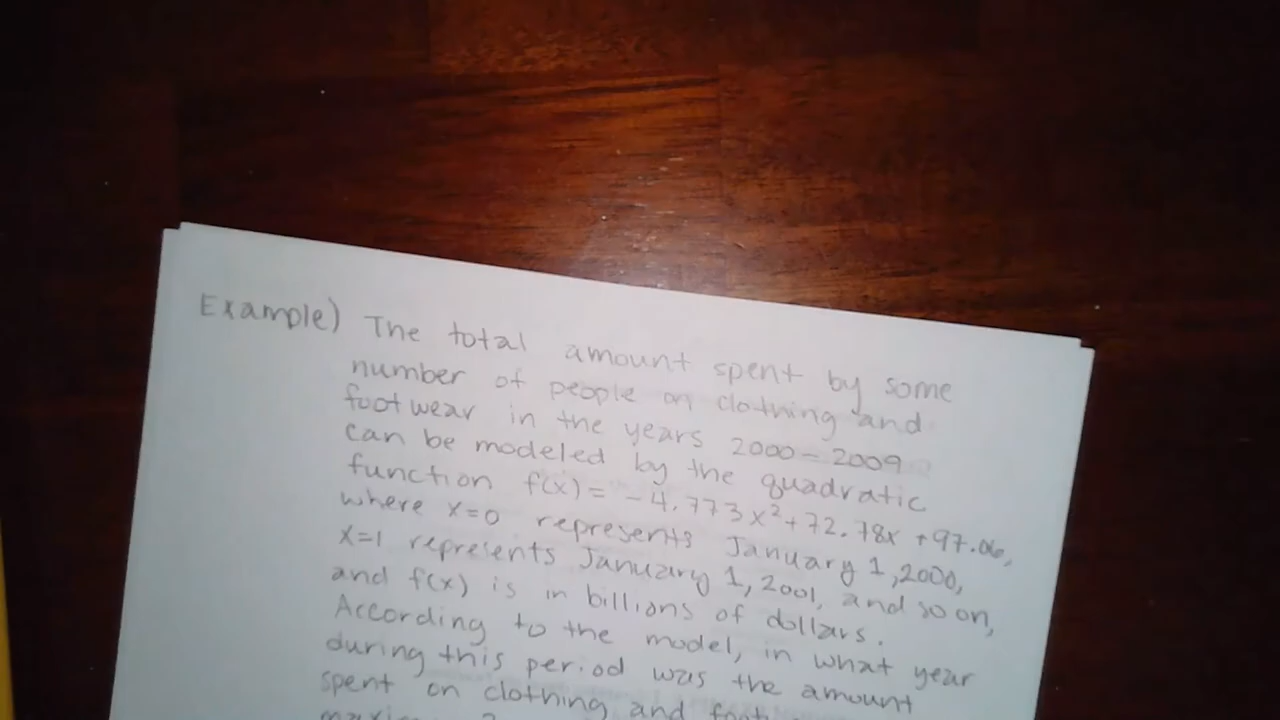 Example) The total amount spent by some
number of people on clothing and
footwear in the years 2000-2009
can be modeled by the quadratic
function f(x) = -4.773x²+72.78x +97.06,
where x=0 represents January 1,2000,
x=1 represents January 1, 2001, and so on,
and f(x) is in billions of dollars.
According to the model, in what year
during this period was the amount
spent on clothing and